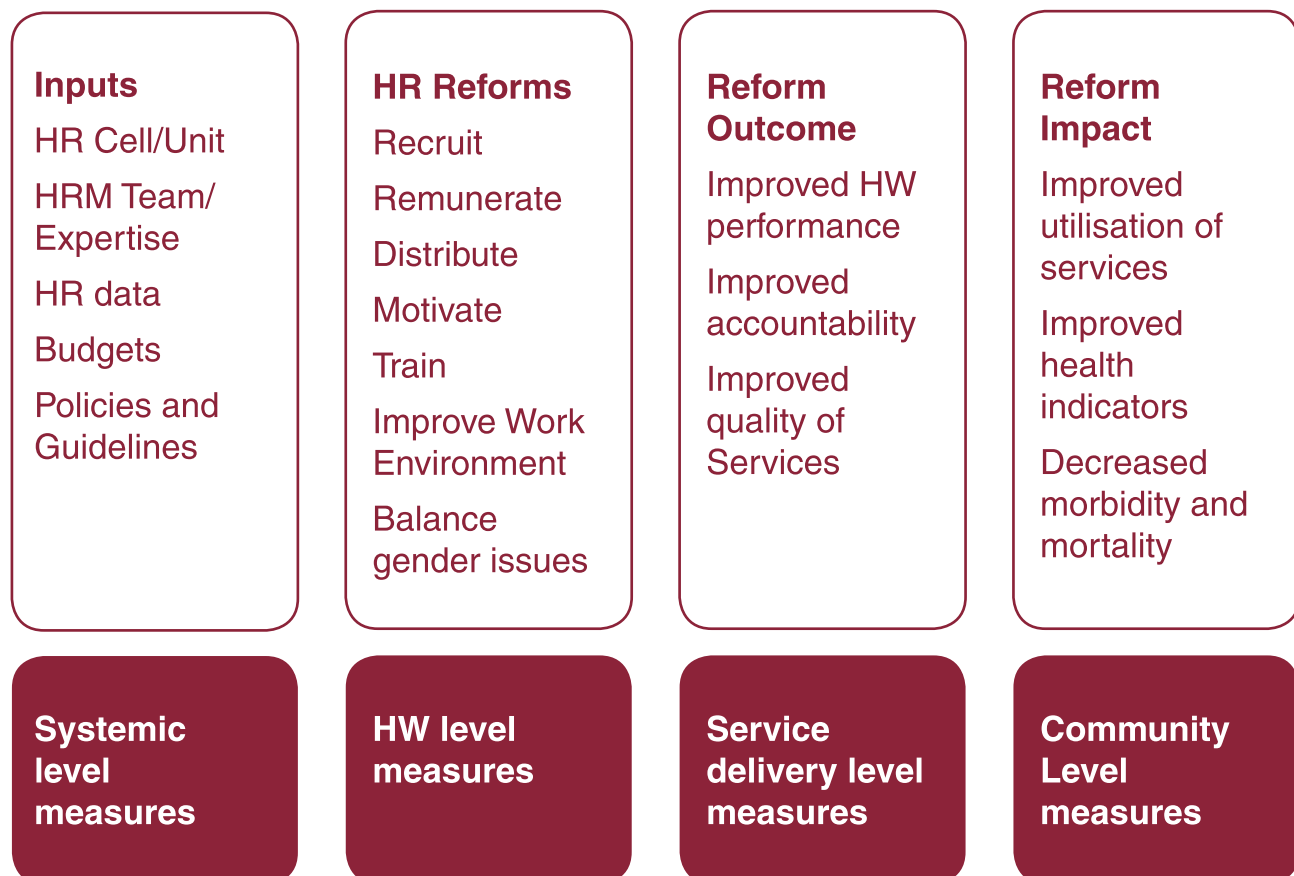 Inputs
HR Cell/Unit
HRM Team/
Expertise
HR data
Budgets
Policies and
Guidelines
Systemic
level
measures
HR Reforms
Recruit
Remunerate
Distribute
Motivate
Train
Improve Work
Environment
Balance
gender issues
HW level
measures
Reform
Outcome
Improved HW
performance
Improved
accountability
Improved
quality of
Services
Service
delivery level
measures
Reform
Impact
Improved
utilisation of
services
Improved
health
indicators
Decreased
morbidity and
mortality
Community
Level
measures